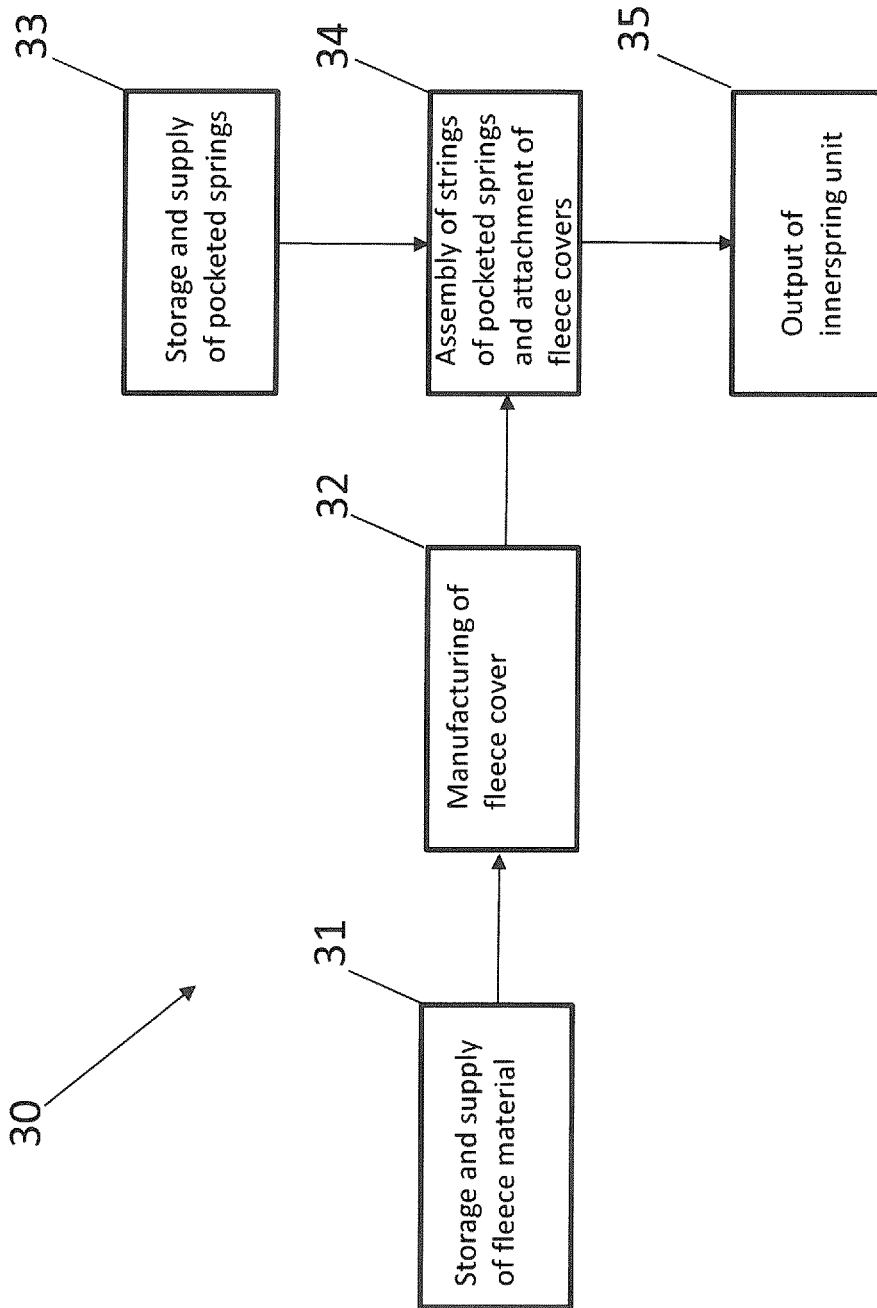 30
31
Storage and supply
of fleece material
32
Manufacturing of
fleece cover
33
Storage and supply
of pocketed springs
34
Assembly of strings
of pocketed springs
and attachment of
fleece covers
35
Output of
innerspring unit